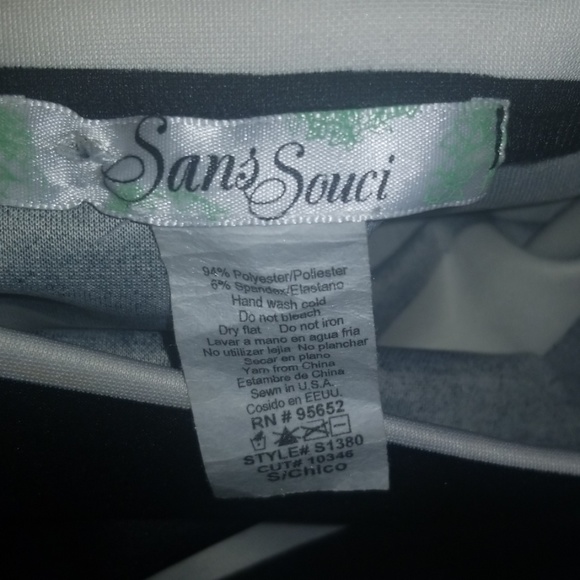 Sans Souci
94% Polyester/Poliester
6% Spandex/Elastano
Hand wash cold
Do not bleach
Dry flat Do not iron
Lavar a mano en agua fria
No utilizar lejia No planchar
Secar en plano
Yarn from China
Estambre de China
Sewn in U.S.A.
Cosido en EEUU.
RN # 95652
STYLE# S1380
CUT# 10346
S/Chico